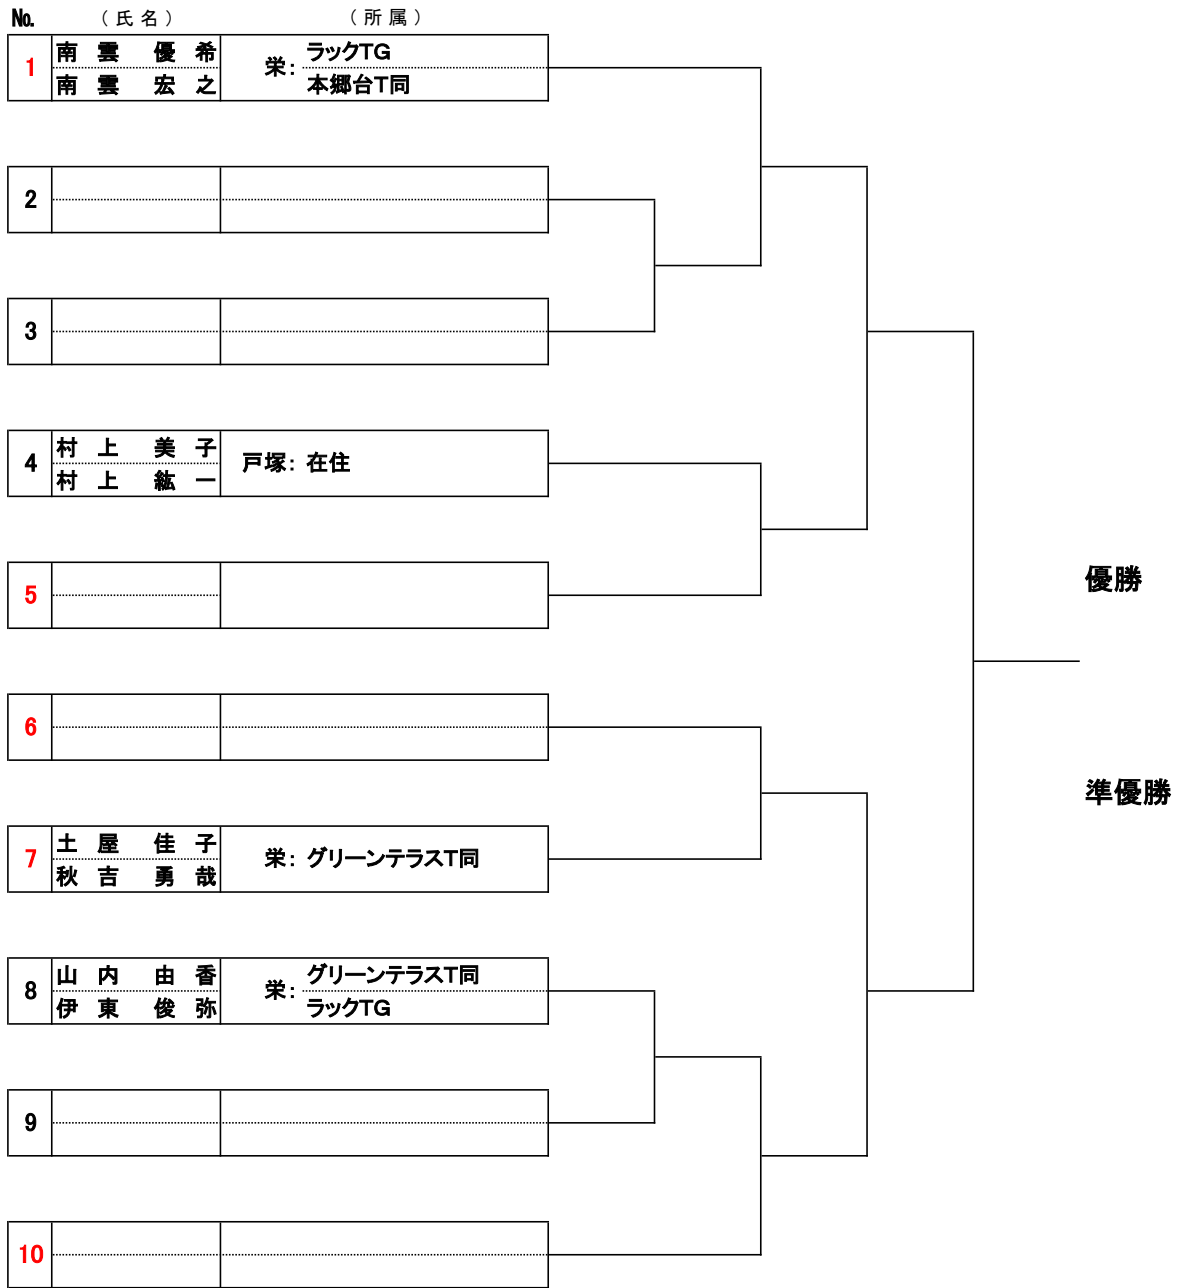 No. （ 氏 名 ） （ 所 属 ）
1 南 雲 優 希 栄： ラックTG
南 雲 宏 之 本郷台T同
2
3
4 村 上 美 子 戸塚： 在住
村 上 紘 一
5
優勝
6
準優勝
7 土 屋 佳 子 栄： グリーンテラスT同
秋 吉 勇 哉
8 山 内 由 香 栄： グリーンテラスT同
伊 東 俊 弥 ラックTG
9
10